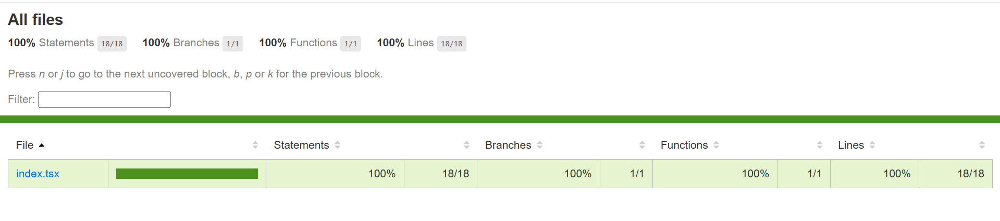 All files
100% Statements 18/18 100% Branches 1/1 100% Functions 1/1 100% Lines 18/18
Press n or j to go to the next uncovered block, b, p or k for the previous block.
Filter:
File Statements Branches Functions Lines
index.tsx 100% 18/18 100% 1/1 100% 1/1 100% 18/18